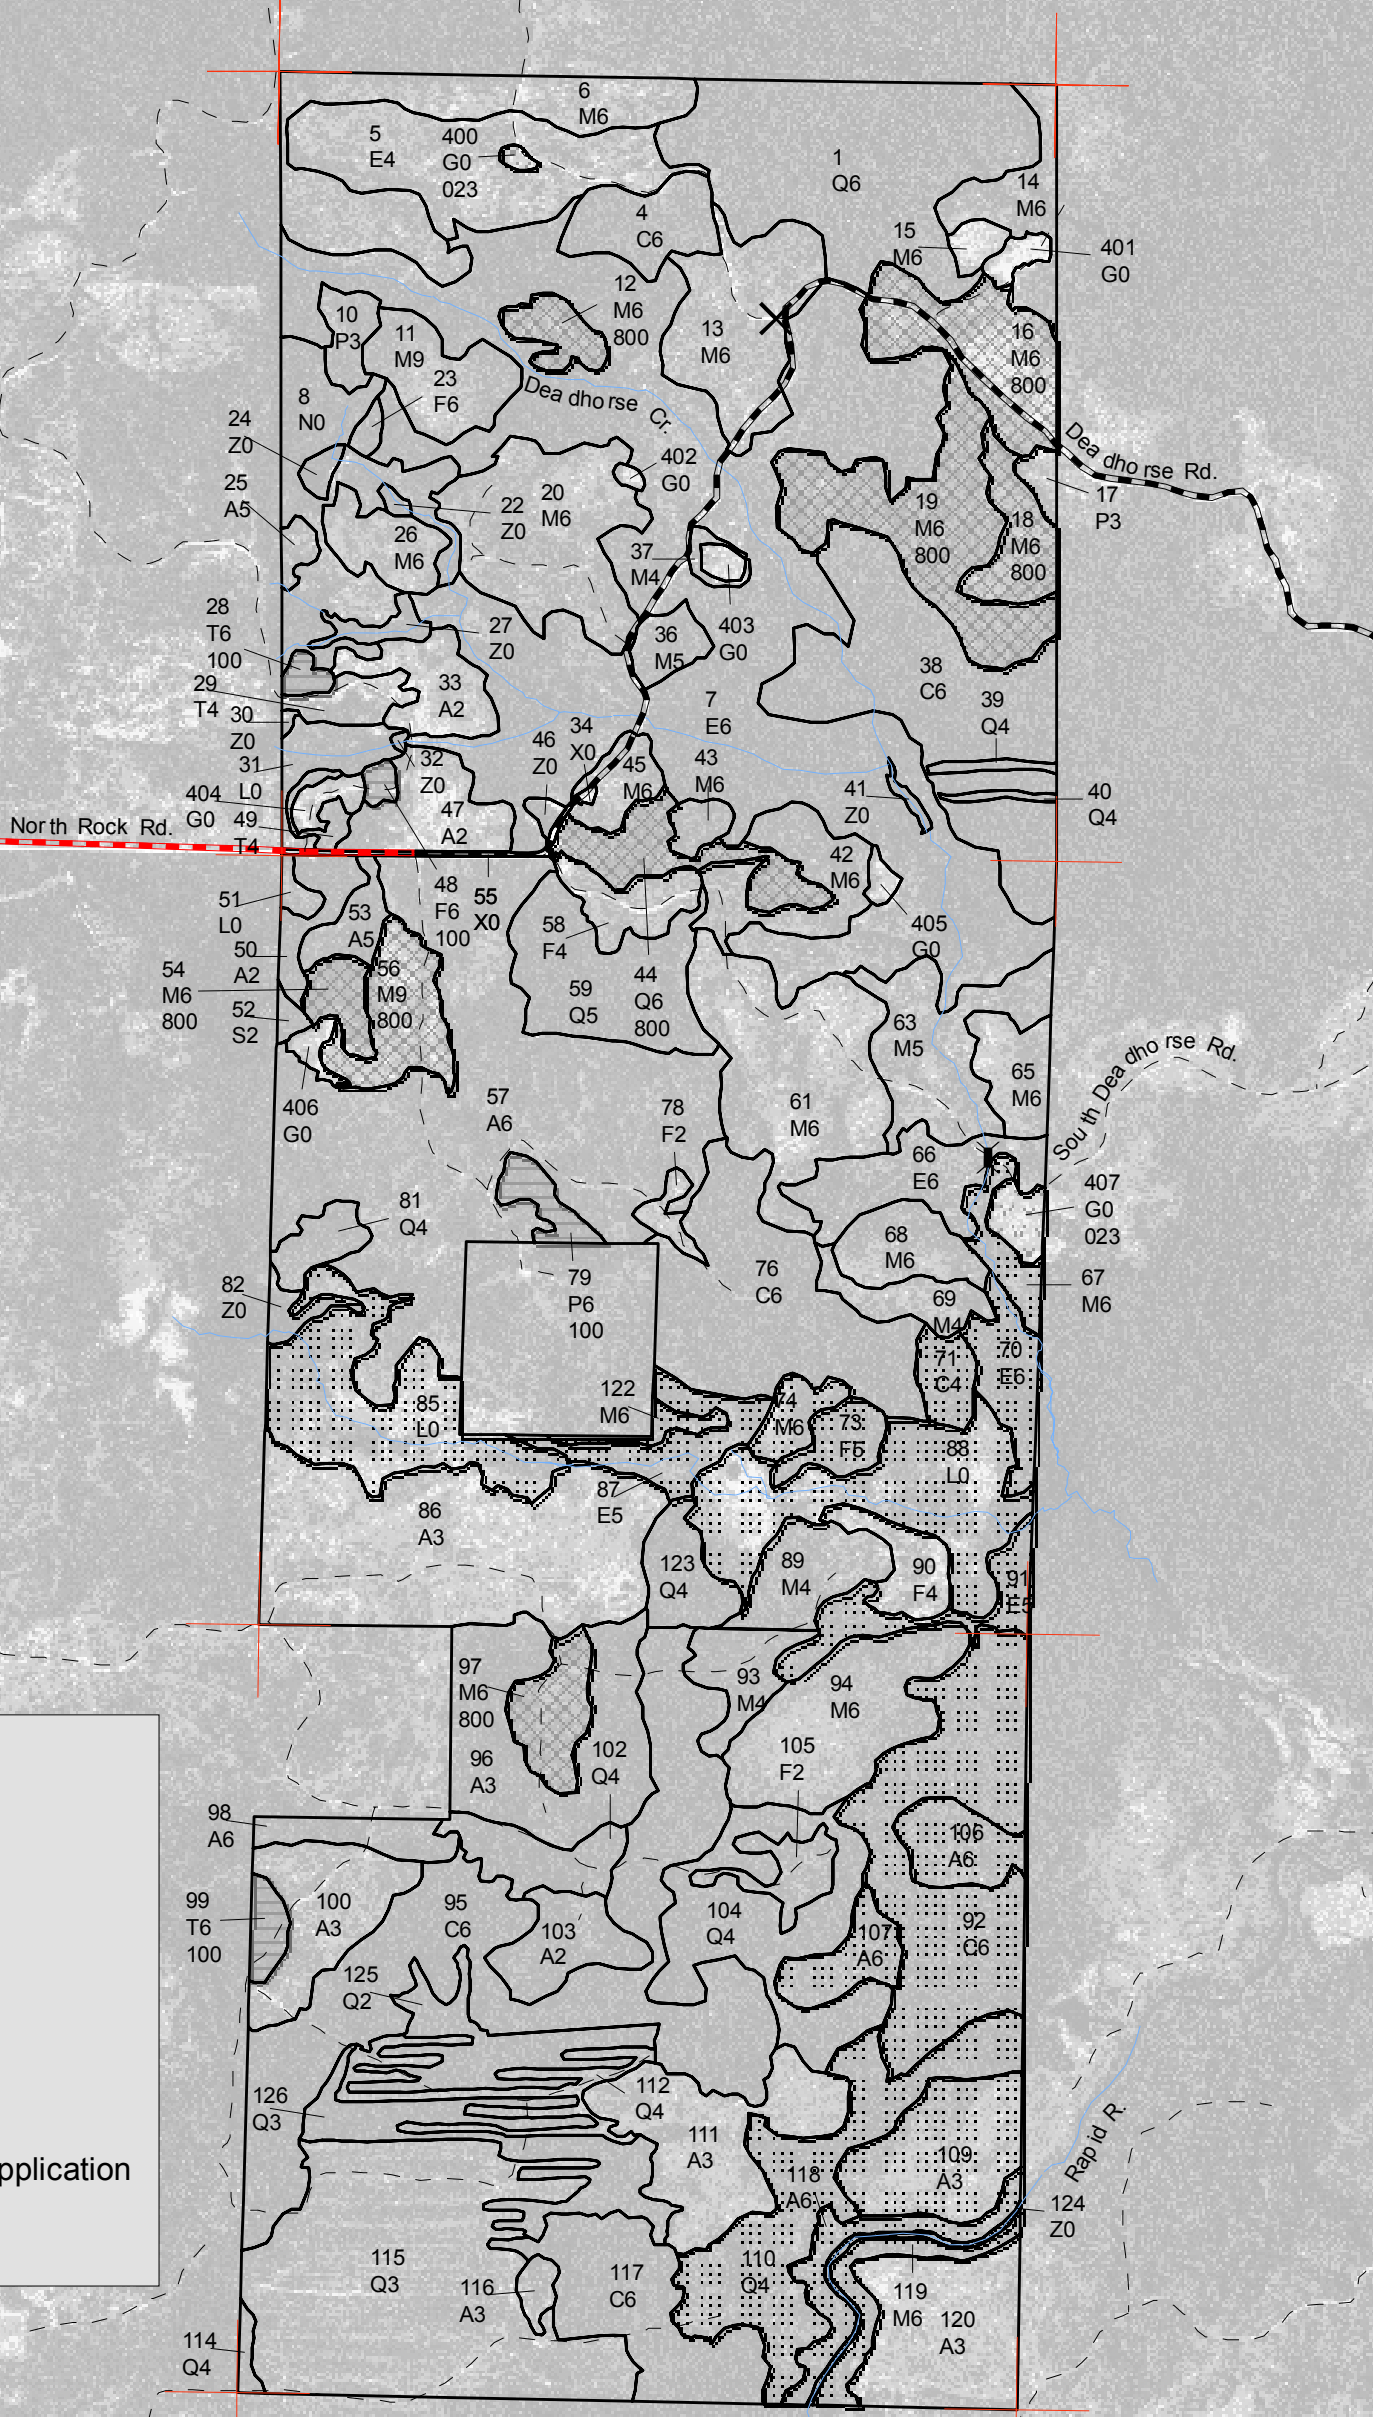 6
M6
5
E4
400
G0
023
1
Q6
4
C6
14
M6
15
M6
401
G0
12
M6
800
10
P3
11
M9
13
M6
16
M6
800
23
F6
8
N0
Deadhorse Cr.
24
Z0
Deadhorse Rd.
402
G0
25
A5
22
Z0
20
M6
17
P3
19
M6
800
18
M6
800
26
M6
37
M4
28
T6
100
27
Z0
36
M5
403
G0
38
C6
29
T4
33
A2
7
E6
39
Q4
30
Z0
34
X0
46
Z0
32
Z0
45
M6
43
M6
31
L0
41
Z0
40
Q4
404
G0
47
A2
North Rock Rd.
49
T4
42
M6
51
L0
48
F6
100
55
X0
53
A5
58
F4
405
G0
50
A2
54
M6
800
56
M9
800
44
Q6
800
59
Q5
52
S2
63
M5
South Deadhorse Rd.
65
M6
406
G0
57
A6
78
F2
61
M6
66
E6
407
G0
023
81
Q4
68
M6
82
Z0
79
P6
100
76
C6
67
M6
69
M4
70
E6
71
C4
122
M6
74
M6
73
F5
85
L0
88
L0
87
E5
86
A3
123
Q4
89
M4
90
F4
91
E5
97
M6
800
93
M4
94
M6
96
A3
102
Q4
105
F2
98
A6
106
A6
99
T6
100
100
A3
95
C6
103
A2
104
Q4
107
A6
92
C6
125
Q2
126
Q3
112
Q4
111
A3
Rapid R.
109
A3
pplication
118
A6
124
Z0
115
Q3
116
A3
117
C6
110
Q4
119
M6
120
A3
114
Q4